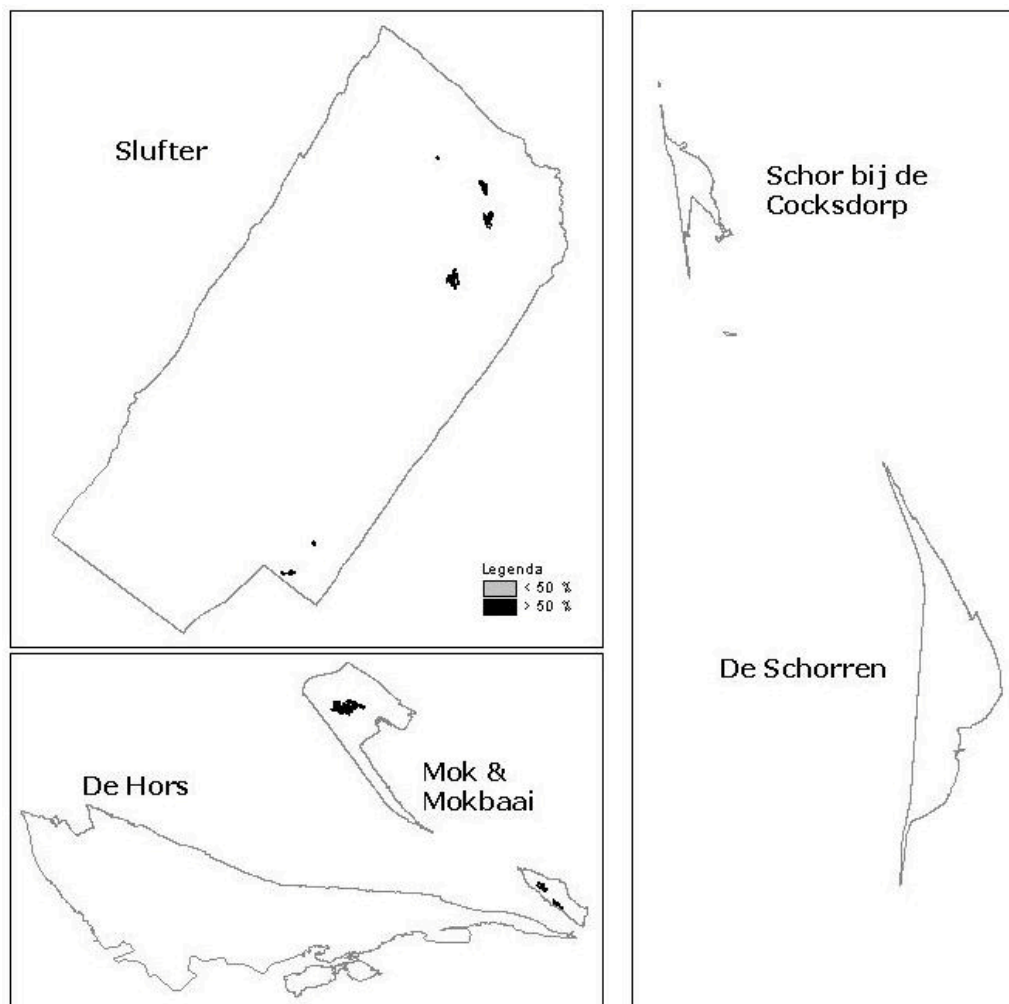 Slufter
Legenda
< 50 %
> 50 %
Schor bij de
Cocksdorp
De Schorren
Mok &
Mokbaai
De Hors